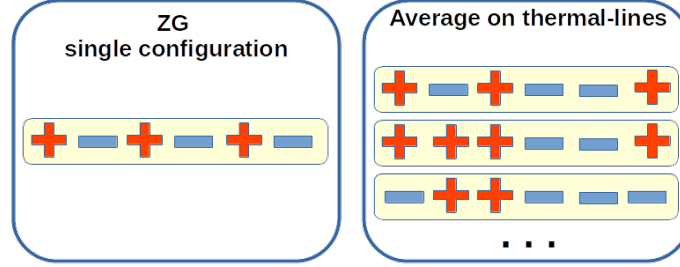 ZG
single configuration
Average on thermal-lines
+ - + - + -
+ - + - - +
+ + + - - +
- + + - - -
. . .